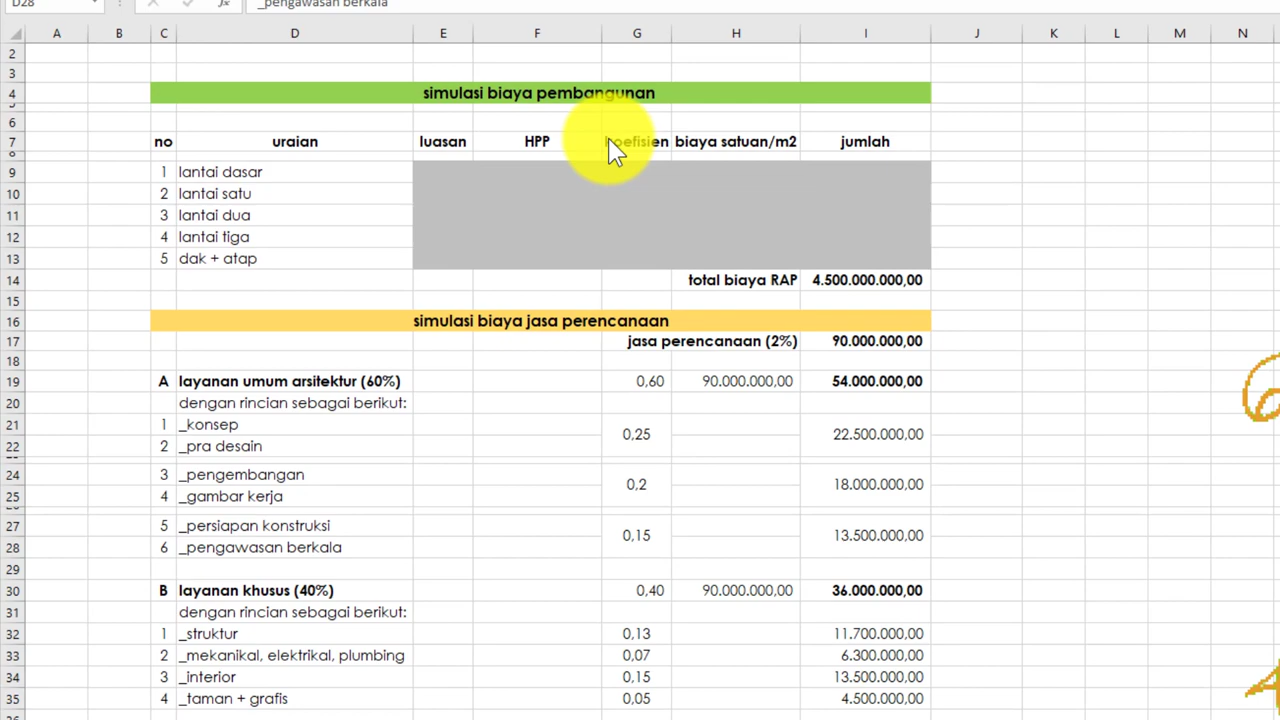 D28 fx _pengawasan berkala
A B C D E F G H I J K L M N
2
3
4 simulasi biaya pembangunan
5
6
7 no uraian luasan HPP koefisien biaya satuan/m2 jumlah
8
9 1 lantai dasar
10 2 lantai satu
11 3 lantai dua
12 4 lantai tiga
13 5 dak + atap
14 total biaya RAP 4.500.000.000,00
15
16 simulasi biaya jasa perencanaan
17 jasa perencanaan (2%) 90.000.000,00
18
19 A layanan umum arsitektur (60%) 0,60 90.000.000,00 54.000.000,00
20 dengan rincian sebagai berikut:
21 1 _konsep
0,25 22.500.000,00
22 2 _pra desain
24 3 _pengembangan
0,2 18.000.000,00
25 4 _gambar kerja
27 5 _persiapan konstruksi
0,15 13.500.000,00
28 6 _pengawasan berkala
29
30 B layanan khusus (40%) 0,40 90.000.000,00 36.000.000,00
31 dengan rincian sebagai berikut:
32 1 _struktur 0,13 11.700.000,00
33 2 _mekanikal, elektrikal, plumbing 0,07 6.300.000,00
34 3 _interior 0,15 13.500.000,00
35 4 _taman + grafis 0,05 4.500.000,00